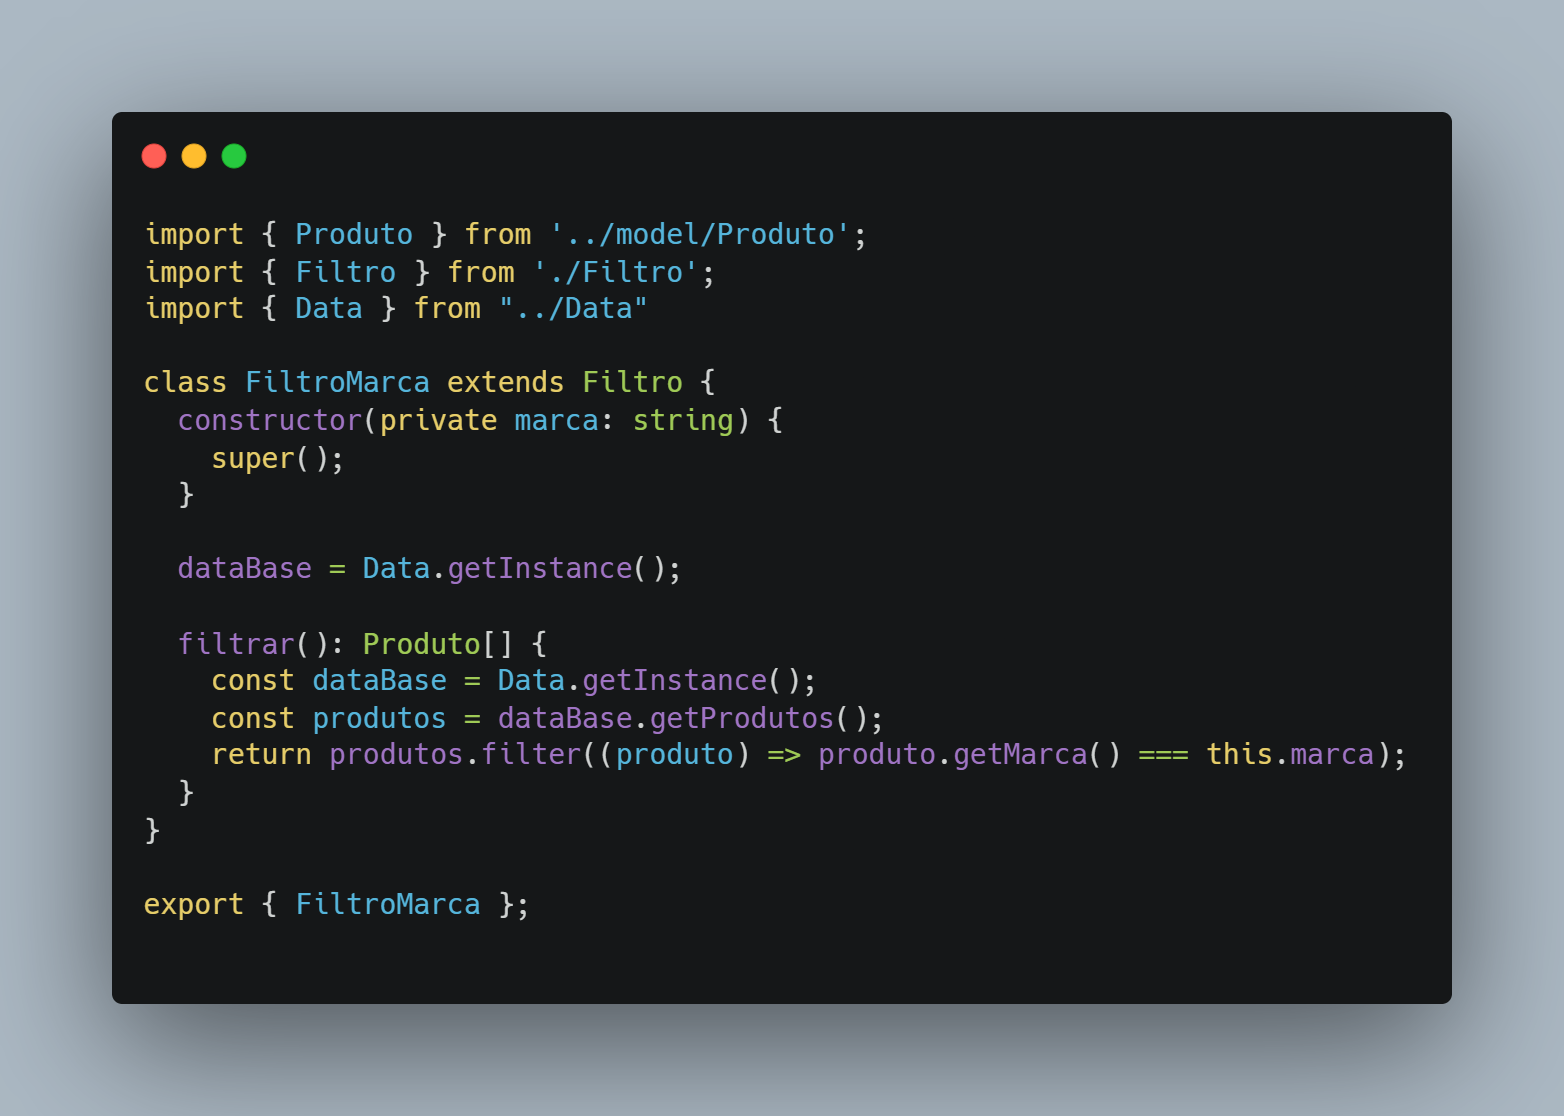 import { Produto } from '../model/Produto';
import { Filtro } from './Filtro';
import { Data } from "../Data"

class FiltroMarca extends Filtro {
  constructor(private marca: string) {
    super();
  }

  dataBase = Data.getInstance();

  filtrar(): Produto[] {
    const dataBase = Data.getInstance();
    const produtos = dataBase.getProdutos();
    return produtos.filter((produto) => produto.getMarca() === this.marca);
  }
}

export { FiltroMarca };